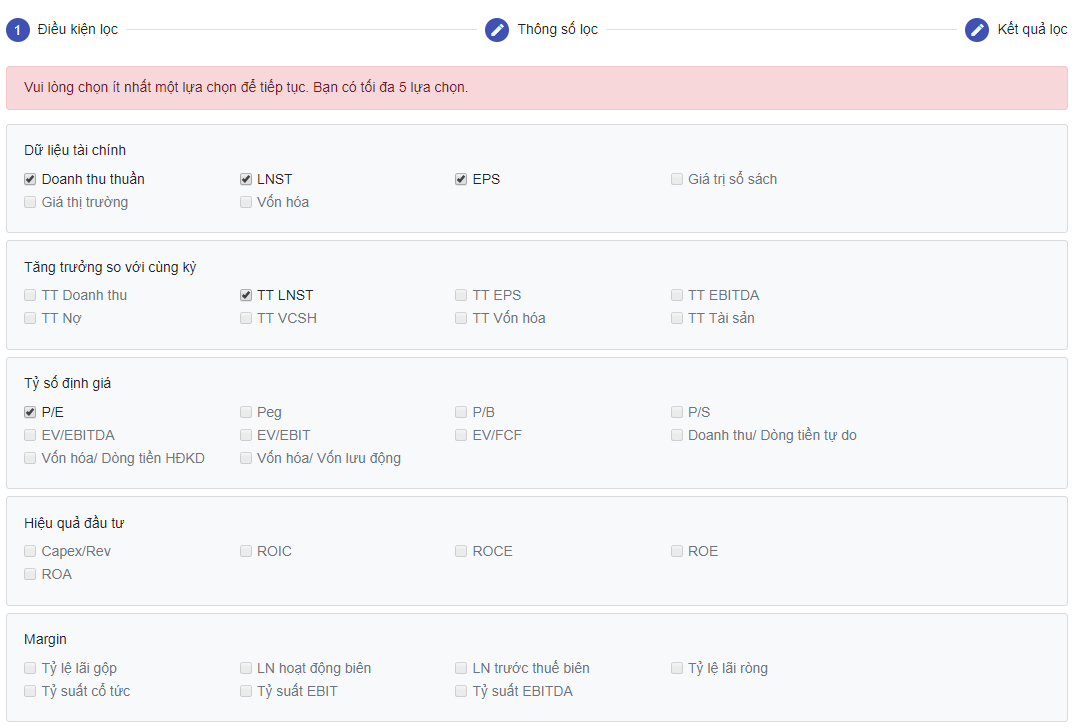 1 Điều kiện lọc Thông số lọc Kết quả lọc
Vui lòng chọn ít nhất một lựa chọn để tiếp tục. Bạn có tối đa 5 lựa chọn.
Dữ liệu tài chính
Doanh thu thuần LNST EPS Giá trị sổ sách
Giá thị trường Vốn hóa
Tăng trưởng so với cùng kỳ
TT Doanh thu TT LNST TT EPS TT EBITDA
TT Nợ TT VCSH TT Vốn hóa TT Tài sản
Tỷ số định giá
P/E Peg P/B P/S
EV/EBITDA EV/EBIT EV/FCF Doanh thu/ Dòng tiền tự do
Vốn hóa/ Dòng tiền HĐKD Vốn hóa/ Vốn lưu động
Hiệu quả đầu tư
Capex/Rev ROIC ROCE ROE
ROA
Margin
Tỷ lệ lãi gộp LN hoạt động biên LN trước thuế biên Tỷ lệ lãi ròng
Tỷ suất cổ tức Tỷ suất EBIT Tỷ suất EBITDA